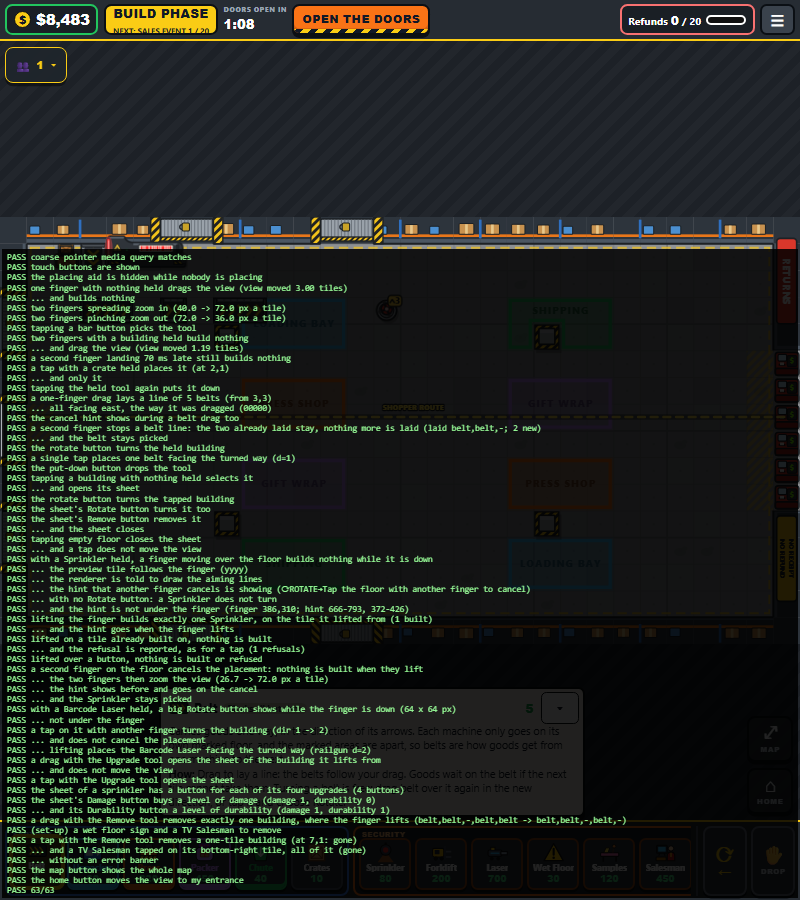 $ $8,483
BUILD PHASE
NEXT: SALES EVENT 1 / 20
DOORS OPEN IN
1:08
OPEN THE DOORS
Refunds 0 / 20
1
PASS coarse pointer media query matches
PASS touch buttons are shown
PASS the placing aid is hidden while nobody is placing
PASS one finger with nothing held drags the view (view moved 3.00 tiles)
PASS ... and builds nothing
PASS two fingers spreading zoom in (40.0 -> 72.0 px a tile)
PASS two fingers pinching zoom out (72.0 -> 36.0 px a tile)
PASS tapping a bar button picks the tool
PASS two fingers with a building held build nothing
PASS ... and drag the view (view moved 1.19 tiles)
PASS a second finger landing 70 ms late still builds nothing
PASS a tap with a crate held places it (at 2,1)
PASS ... and only it
PASS tapping the held tool again puts it down
PASS a one-finger drag lays a line of 5 belts (from 3,3)
PASS ... all facing east, the way it was dragged (00000)
PASS the cancel hint shows during a belt drag too
PASS a second finger stops a belt line: the two already laid stay, nothing more is laid (laid belt,belt,-; 2 new)
PASS ... and the belt stays picked
PASS the rotate button turns the held building
PASS a single tap places one belt facing the turned way (d=1)
PASS the put-down button drops the tool
PASS tapping a building with nothing held selects it
PASS ... and opens its sheet
PASS the rotate button turns the tapped building
PASS the sheet's Rotate button turns it too
PASS the sheet's Remove button removes it
PASS ... and the sheet closes
PASS tapping empty floor closes the sheet
PASS ... and a tap does not move the view
PASS with a Sprinkler held, a finger moving over the floor builds nothing while it is down
PASS ... the preview tile follows the finger (yyyy)
PASS ... the renderer is told to draw the aiming lines
PASS ... the hint that another finger cancels is showing (⟳ROTATE→Tap the floor with another finger to cancel)
PASS ... with no Rotate button: a Sprinkler does not turn
PASS ... and the hint is not under the finger (finger 386,310; hint 666-793, 372-426)
PASS lifting the finger builds exactly one Sprinkler, on the tile it lifted from (1 built)
PASS ... and the hint goes when the finger lifts
PASS lifted on a tile already built on, nothing is built
PASS ... and the refusal is reported, as for a tap (1 refusals)
PASS lifted over a button, nothing is built or refused
PASS a second finger on the floor cancels the placement: nothing is built when they lift
PASS ... the two fingers then zoom the view (26.7 -> 72.0 px a tile)
PASS ... the hint shows before and goes on the cancel
PASS ... and the Sprinkler stays picked
PASS with a Barcode Laser held, a big Rotate button shows while the finger is down (64 x 64 px)
PASS ... not under the finger
PASS a tap on it with another finger turns the building (dir 1 -> 2)
PASS ... and does not cancel the placement
PASS ... lifting places the Barcode Laser facing the turned way (railgun d=2)
PASS a drag with the Upgrade tool opens the sheet of the building it lifts from
PASS ... and does not move the view
PASS a tap with the Upgrade tool opens the sheet
PASS the sheet of a sprinkler has a button for each of its four upgrades (4 buttons)
PASS the sheet's Damage button buys a level of damage (damage 1, durability 0)
PASS ... and its Durability button a level of durability (damage 1, durability 1)
PASS a drag with the Remove tool removes exactly one building, where the finger lifts (belt,belt,-,belt,belt -> belt,belt,-,belt,-)
PASS (set-up) a wet floor sign and a TV Salesman to remove
PASS a tap with the Remove tool removes a one-tile building (at 7,1: gone)
PASS ... and a TV Salesman tapped on its bottom-right tile, all of it (gone)
PASS ... without an error banner
PASS the map button shows the whole map
PASS the home button moves the view to my entrance
PASS 63/63
SHIPPING
SHOPPER ROUTE
GIFT WRAP
PRESS SHOP
GIFT WRAP
PRESS SHOP
LOADING BAY
RETURNS
MAP
HOME
SECURITY
Sprinkler
80
Forklift
200
Laser
700
Wet Floor
30
Samples
120
Salesman
450
DROP